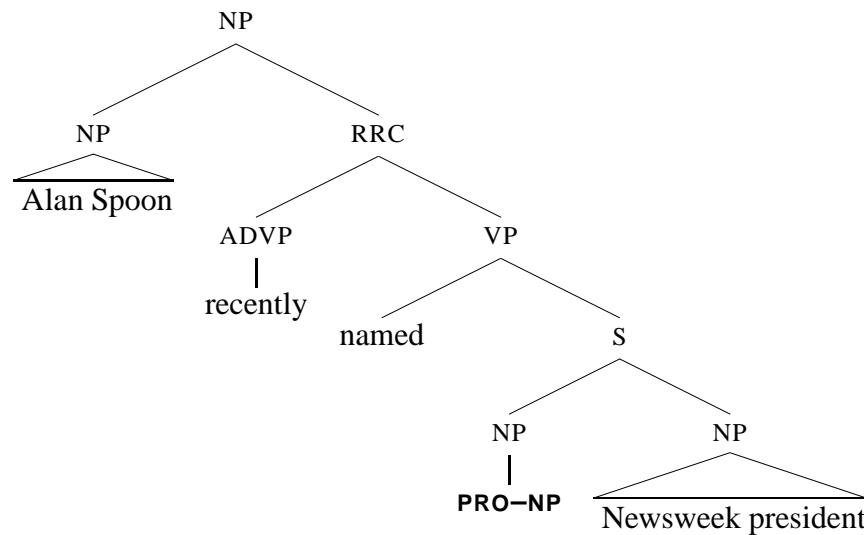 NP
NP RRC
Alan Spoon
ADVP VP
recently
named S
NP NP
PRO–NP
Newsweek president